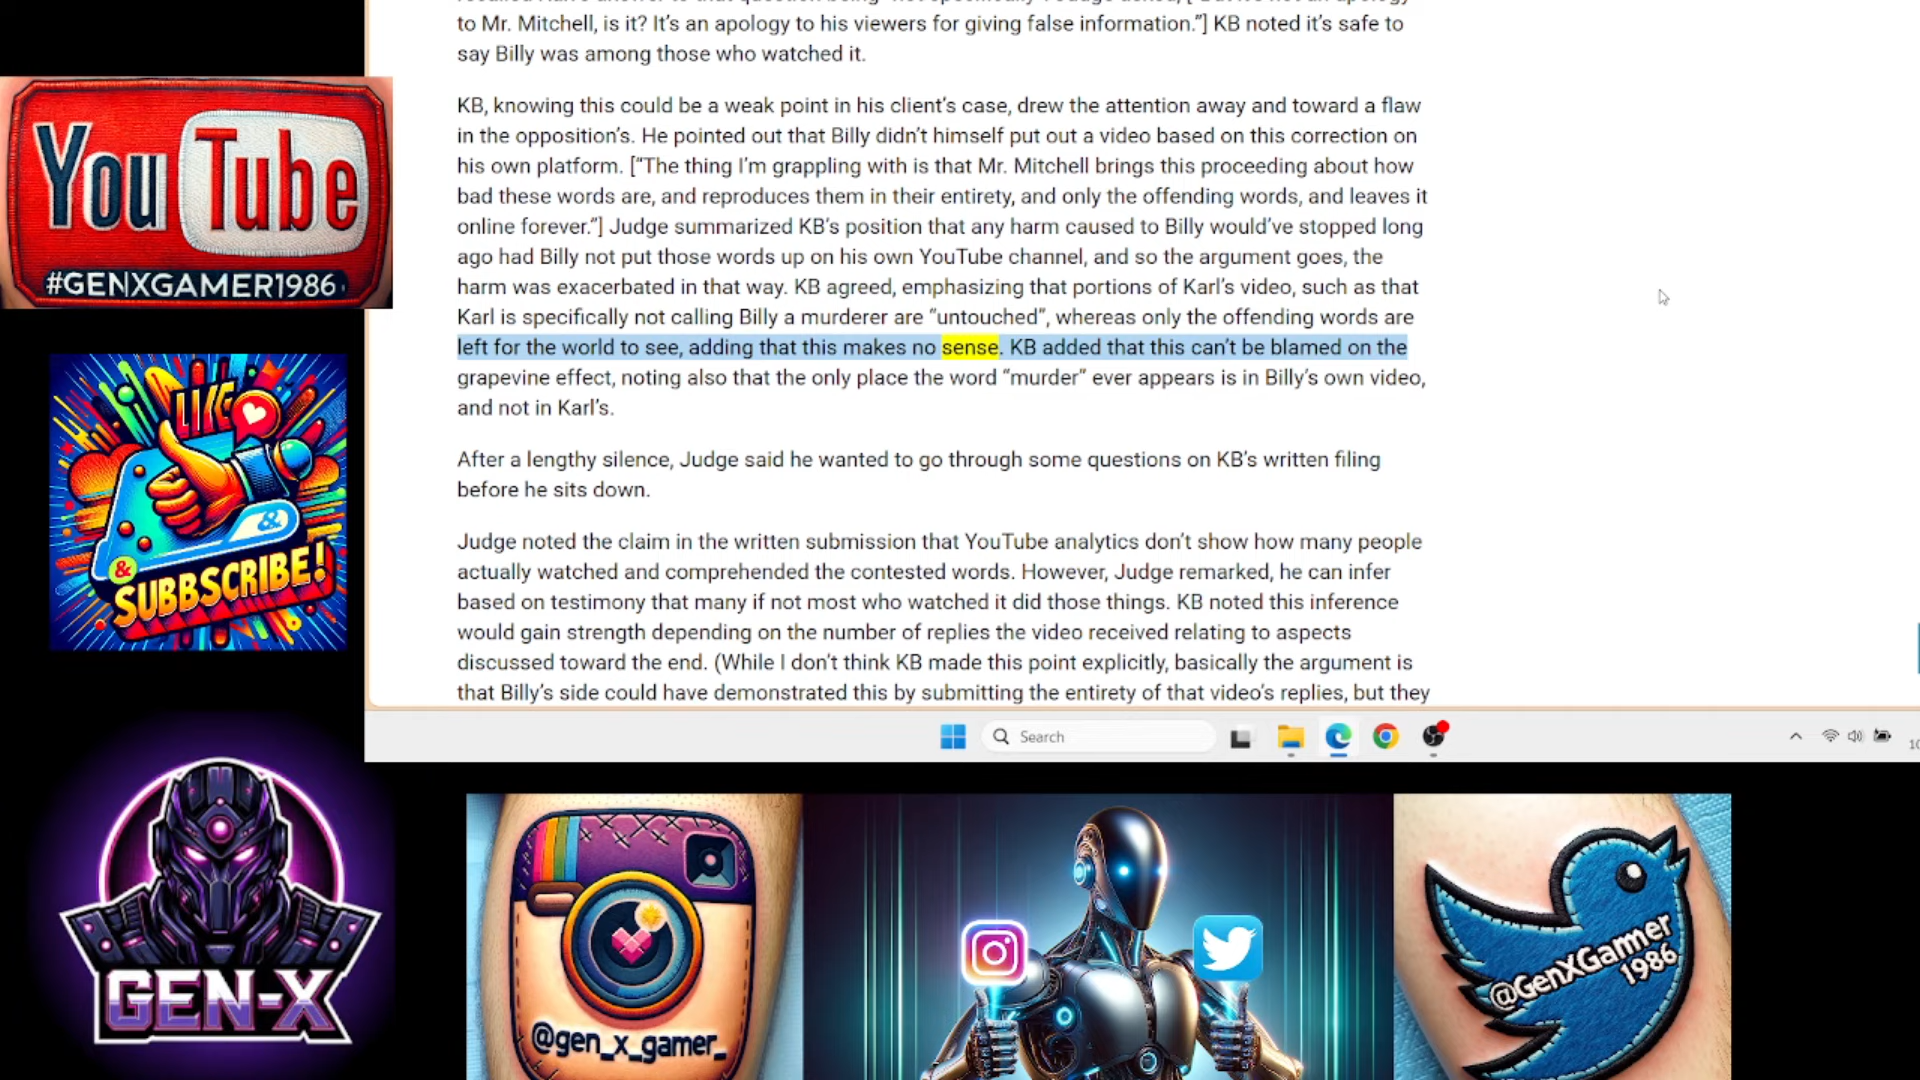 to Mr. Mitchell, is it? It's an apology to his viewers for giving false information."] KB noted it's safe to
say Billy was among those who watched it.
KB, knowing this could be a weak point in his client's case, drew the attention away and toward a flaw
in the opposition's. He pointed out that Billy didn't himself put out a video based on this correction on
his own platform. ["The thing I'm grappling with is that Mr. Mitchell brings this proceeding about how
bad these words are, and reproduces them in their entirety, and only the offending words, and leaves it
online forever."] Judge summarized KB's position that any harm caused to Billy would've stopped long
ago had Billy not put those words up on his own YouTube channel, and so the argument goes, the
harm was exacerbated in that way. KB agreed, emphasizing that portions of Karl's video, such as that
Karl is specifically not calling Billy a murderer are “untouched”, whereas only the offending words are
left for the world to see, adding that this makes no sense. KB added that this can't be blamed on the
grapevine effect, noting also that the only place the word “murder” ever appears is in Billy's own video,
and not in Karl's.
After a lengthy silence, Judge said he wanted to go through some questions on KB's written filing
before he sits down.
Judge noted the claim in the written submission that YouTube analytics don't show how many people
actually watched and comprehended the contested words. However, Judge remarked, he can infer
based on testimony that many if not most who watched it did those things. KB noted this inference
would gain strength depending on the number of replies the video received relating to aspects
discussed toward the end. (While I don't think KB made this point explicitly, basically the argument is
that Billy's side could have demonstrated this by submitting the entirety of that video's replies, but they
Search
YouTube
#GENXGAMER1986
LIKE
&
& SUBBSCRIBE!
GEN-X
@gen_x_gamer_
@GenXGamer
1986